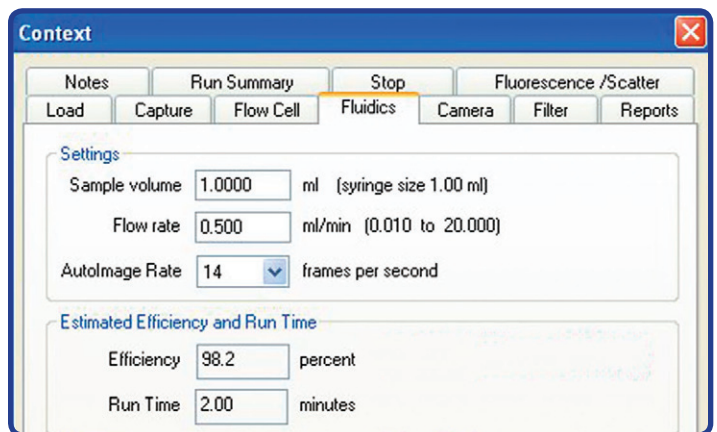 Context
Notes Run Summary Stop Fluorescence /Scatter
Load Capture Flow Cell Fluidics Camera Filter Reports
Settings
Sample volume 1.0000 ml (syringe size 1.00 ml)
Flow rate 0.500 ml/min (0.010 to 20.000)
AutoImage Rate 14 frames per second
Estimated Efficiency and Run Time
Efficiency 98.2 percent
Run Time 2.00 minutes